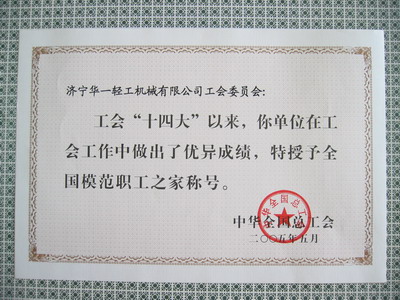 济宁华一轻工机械有限公司工会委员会：
工会“十四大”以来，你单位在工
会工作中做出了优异成绩，特授予全
国模范职工之家称号。
中华全国总工会
二〇〇五年五月